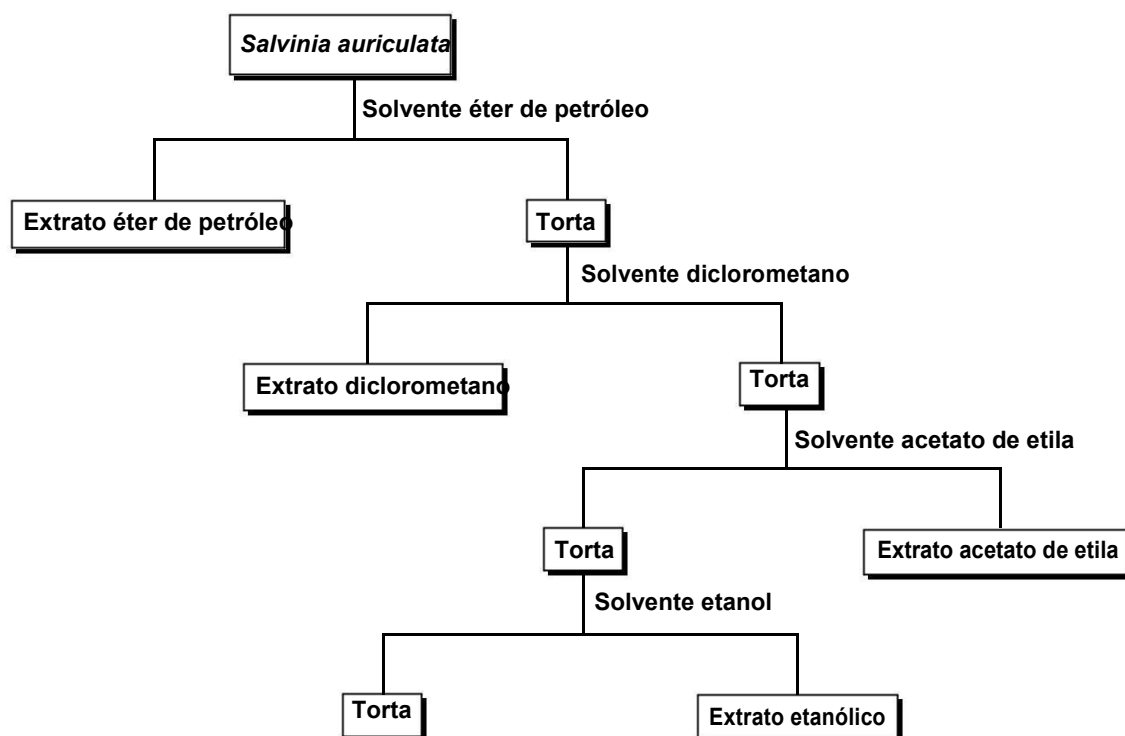 Salvinia auriculata
Solvente éter de petróleo
Extrato éter de petróleo
Torta
Solvente diclorometano
Extrato diclorometano
Torta
Solvente acetato de etila
Torta
Extrato acetato de etila
Solvente etanol
Torta
Extrato etanólico